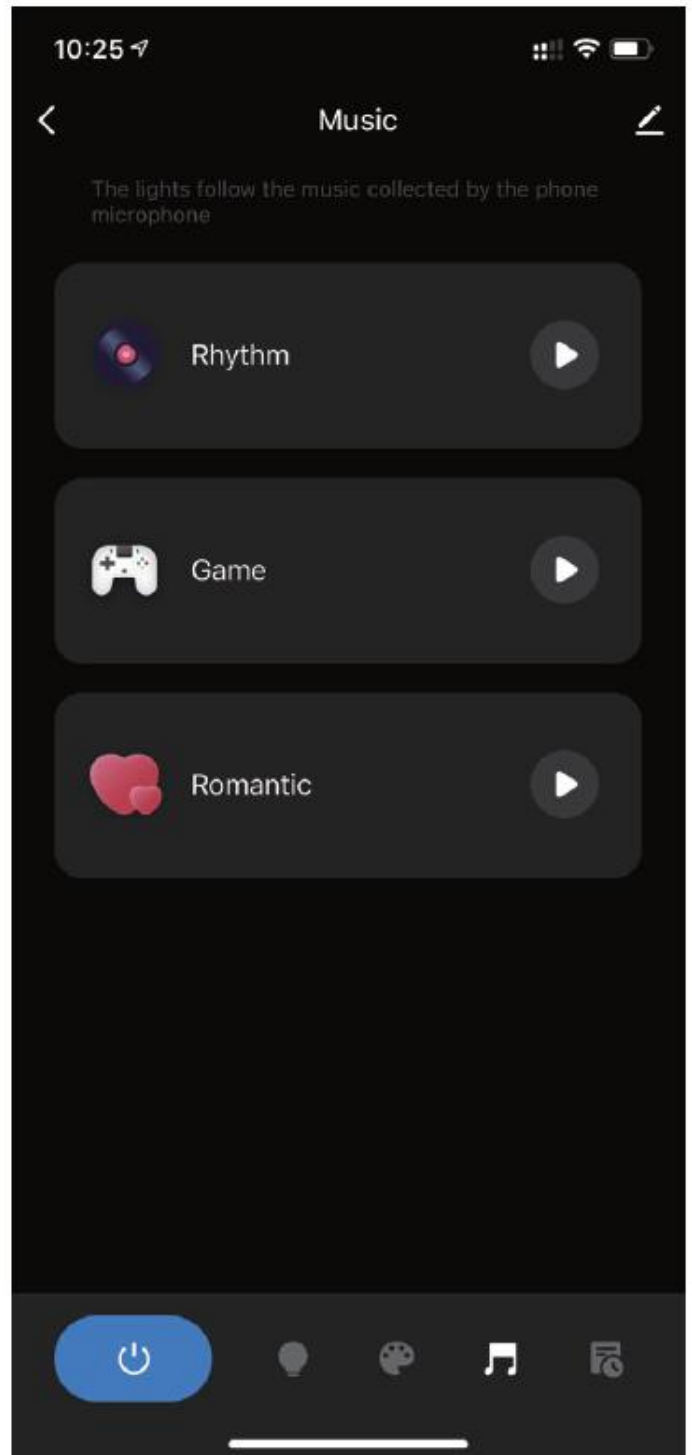 10:25
Music
The lights follow the music collected by the phone
microphone
Rhythm
Game
Romantic